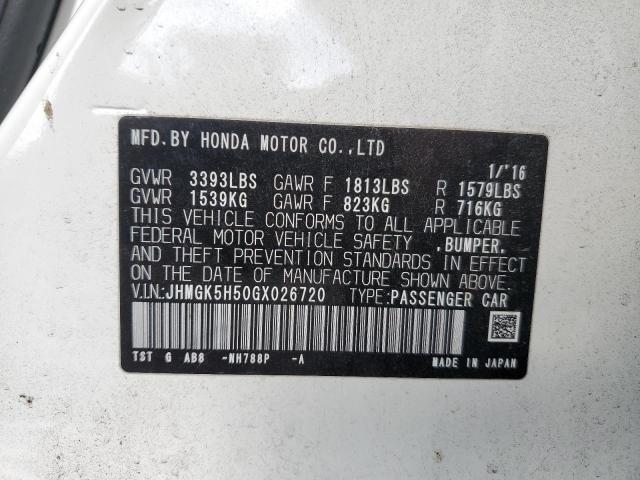 MFD.BY HONDA MOTOR CO.,LTD
1/'16
GVWR 3393LBS GAWR F 1813LBS R 1579LBS
GVWR 1539KG GAWR F 823KG R 716KG
THIS VEHICLE CONFORMS TO ALL APPLICABLE
FEDERAL MOTOR VEHICLE SAFETY ,BUMPER,
AND THEFT PREVENTION STANDARDS IN EFFECT
ON THE DATE OF MANUFACTURE SHOWN ABOVE.
V.I.N:JHMGK5H50GX026720 TYPE:PASSENGER CAR
TST G AB8 -NH788P -A MADE IN JAPAN